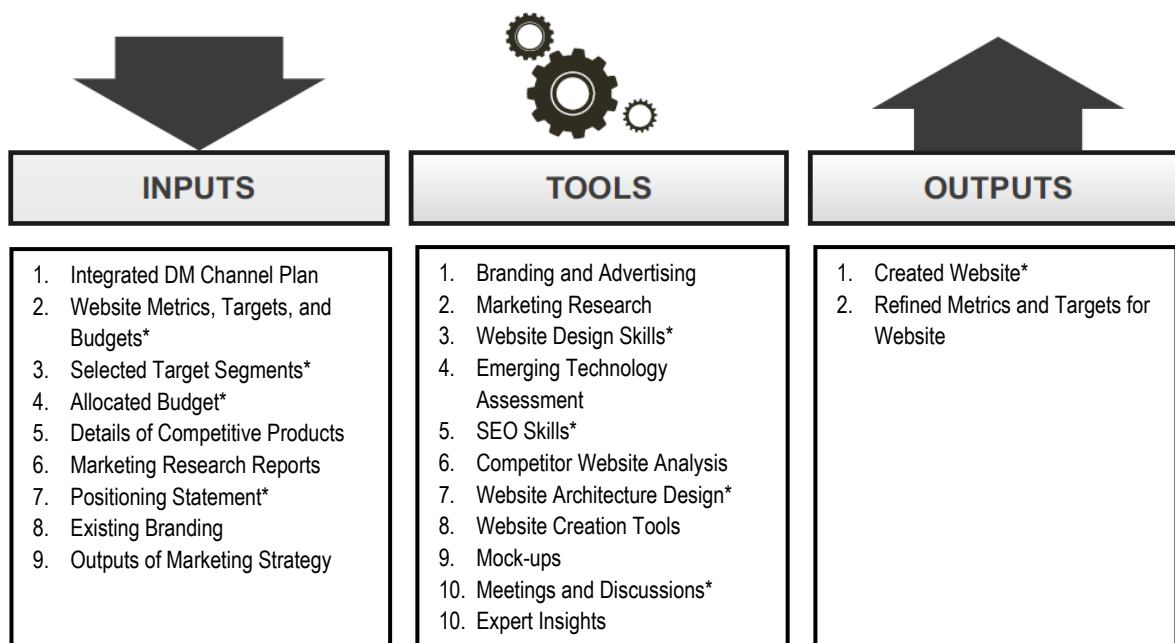 INPUTS
1. Integrated DM Channel Plan
2. Website Metrics, Targets, and
Budgets*
3. Selected Target Segments*
4. Allocated Budget*
5. Details of Competitive Products
6. Marketing Research Reports
7. Positioning Statement*
8. Existing Branding
9. Outputs of Marketing Strategy
TOOLS
1. Branding and Advertising
2. Marketing Research
3. Website Design Skills*
4. Emerging Technology
Assessment
5. SEO Skills*
6. Competitor Website Analysis
7. Website Architecture Design*
8. Website Creation Tools
9. Mock-ups
10. Meetings and Discussions*
10. Expert Insights
OUTPUTS
1. Created Website*
2. Refined Metrics and Targets for
Website